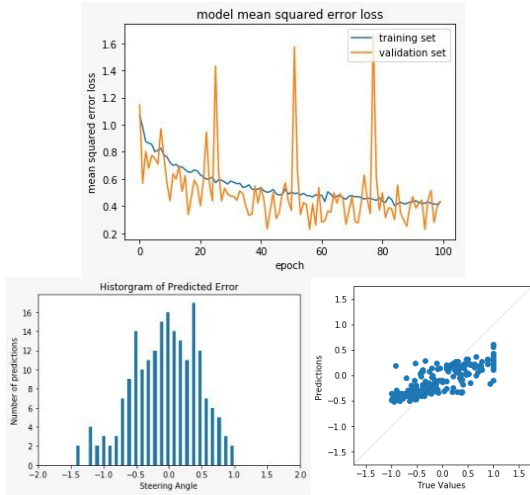 model mean squared error loss
training set
validation set
mean squared error loss
1.6
1.4
1.2
1.0
0.8
0.6
0.4
0.2
0 20 40 60 80 100
epoch
Historgram of Predicted Error
Number of predictions
16
14
12
10
8
6
4
2
0
−2.0 −1.5 −1.0 −0.5 0.0 0.5 1.0 1.5 2.0
Steering Angle
Predictions
1.5
1.0
0.5
0.0
−0.5
−1.0
−1.5
−1.5 −1.0 −0.5 0.0 0.5 1.0 1.5
True Values